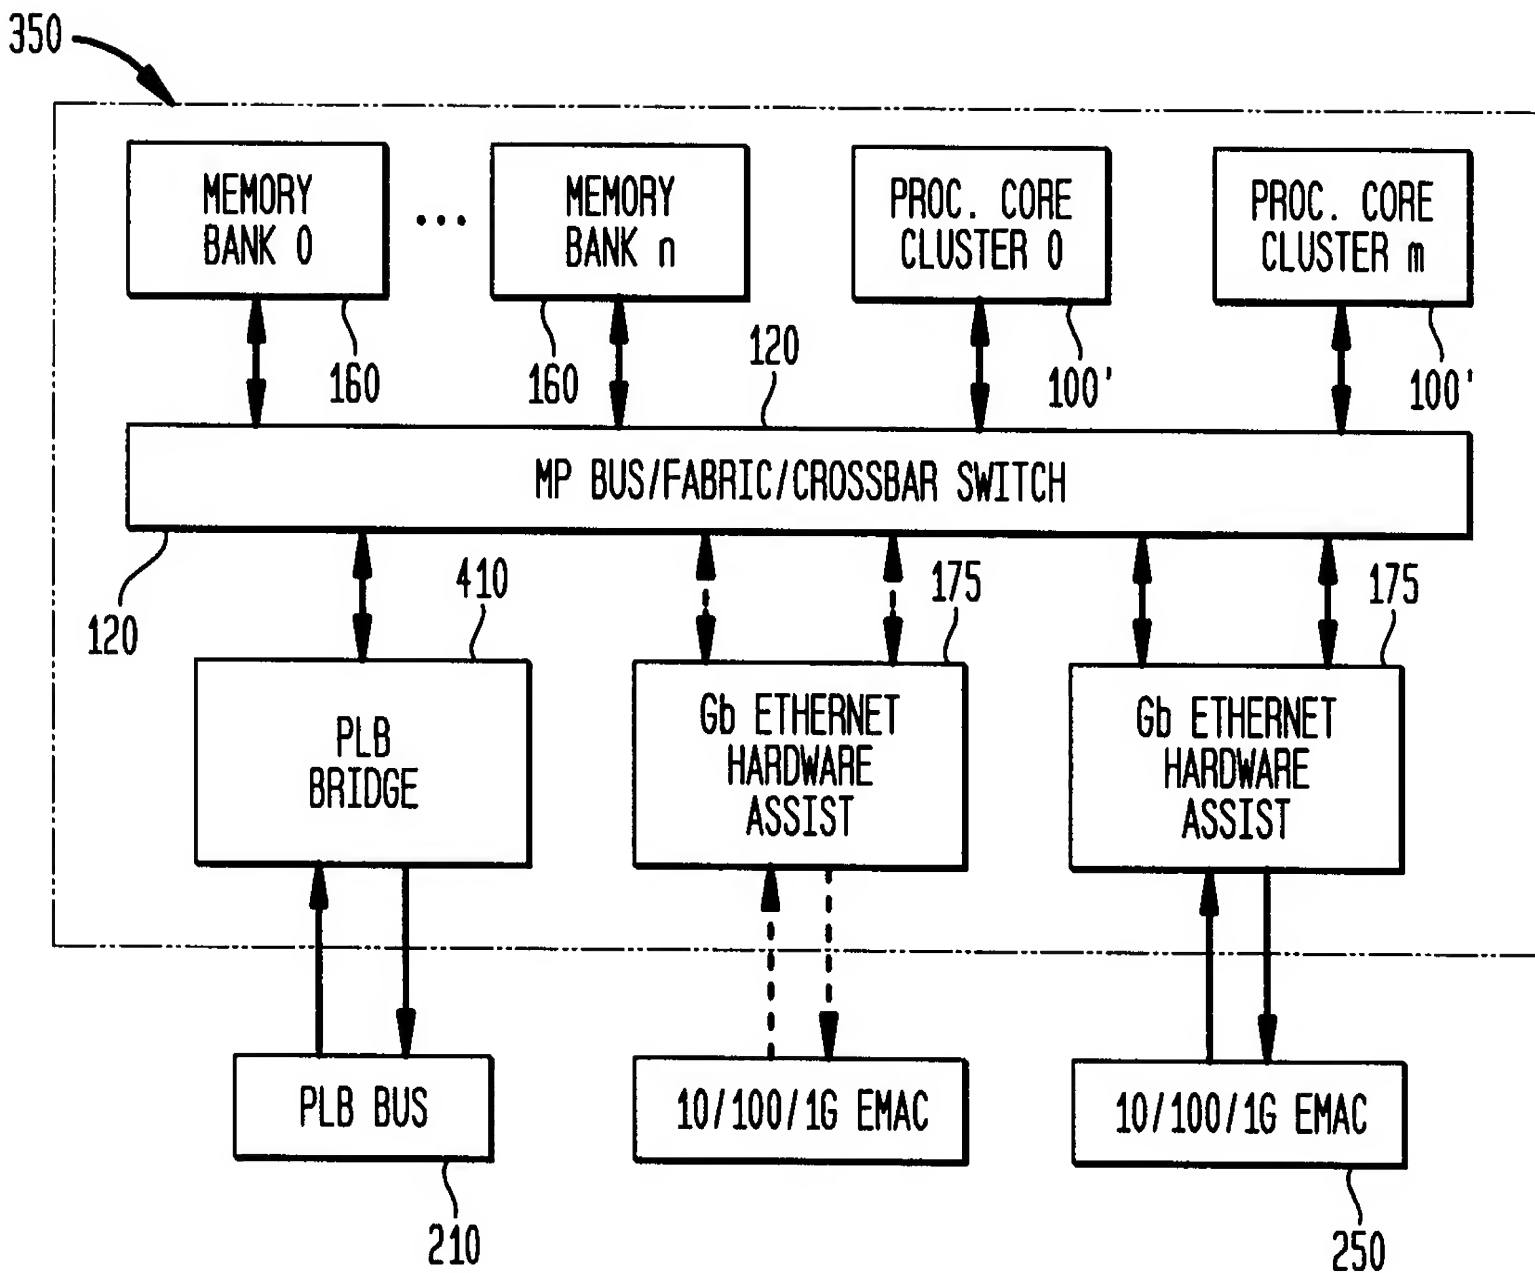 350
MEMORY
BANK 0
...
MEMORY
BANK n
PROC. CORE
CLUSTER 0
PROC. CORE
CLUSTER m
160
160
120
100'
100'
MP BUS/FABRIC/CROSSBAR SWITCH
120
410
175
175
PLB
BRIDGE
Gb ETHERNET
HARDWARE
ASSIST
Gb ETHERNET
HARDWARE
ASSIST
PLB BUS
10/100/1G EMAC
10/100/1G EMAC
210
250